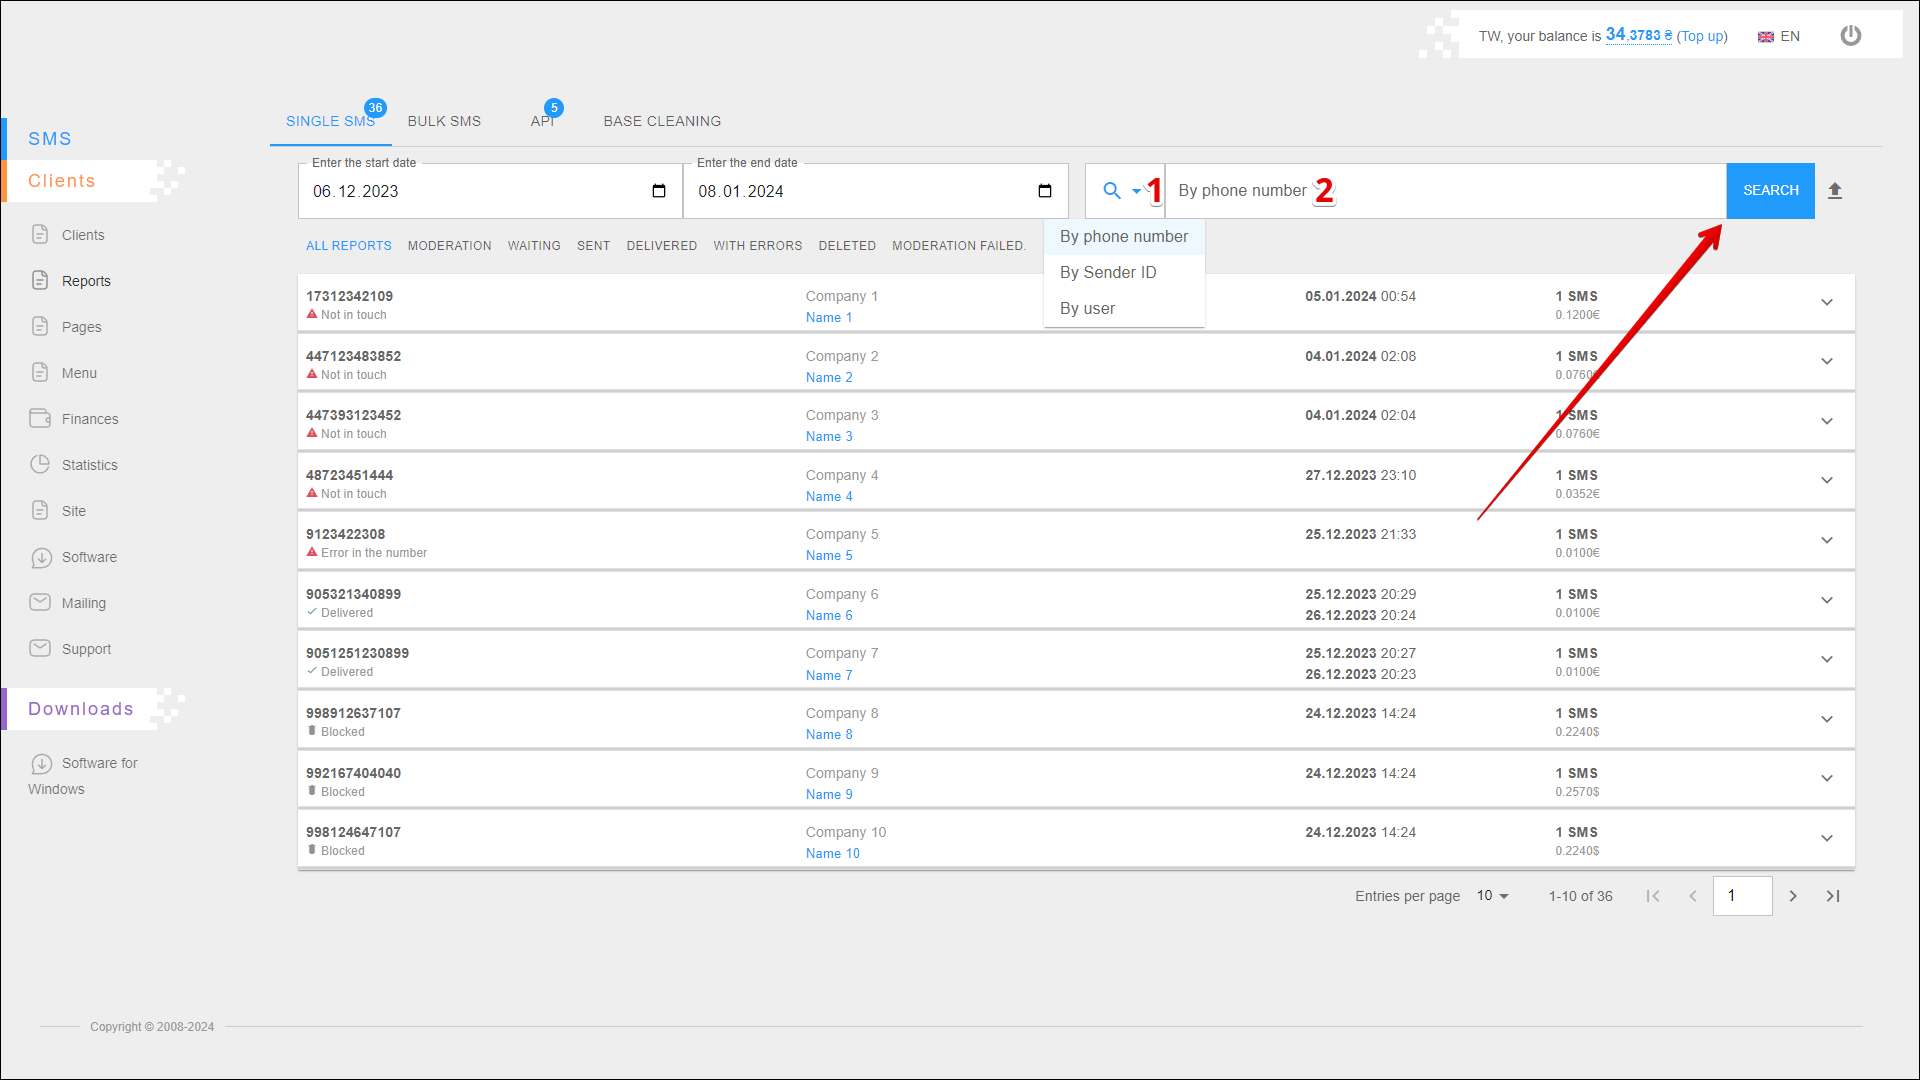 TW, your balance is 34,3783 ₴ (Top up) EN
36 5
SINGLE SMS BULK SMS API BASE CLEANING
SMS
Clients
Clients
Reports
Pages
Menu
Finances
Statistics
Site
Software
Mailing
Support
Downloads
Software for
Windows
Enter the start date Enter the end date
06.12.2023 08.01.2024 1 By phone number 2 SEARCH
ALL REPORTS MODERATION WAITING SENT DELIVERED WITH ERRORS DELETED MODERATION FAILED.
By phone number
By Sender ID
By user
17312342109 Company 1 05.01.2024 00:54 1 SMS
Not in touch Name 1 0.1200€
447123483852 Company 2 04.01.2024 02:08 1 SMS
Not in touch Name 2 0.0760€
447393123452 Company 3 04.01.2024 02:04 1 SMS
Not in touch Name 3 0.0760€
48723451444 Company 4 27.12.2023 23:10 1 SMS
Not in touch Name 4 0.0352€
9123422308 Company 5 25.12.2023 21:33 1 SMS
Error in the number Name 5 0.0100€
905321340899 Company 6 25.12.2023 20:29 1 SMS
Delivered Name 6 26.12.2023 20:24 0.0100€
9051251230899 Company 7 25.12.2023 20:27 1 SMS
Delivered Name 7 26.12.2023 20:23 0.0100€
998912637107 Company 8 24.12.2023 14:24 1 SMS
Blocked Name 8 0.2240$
992167404040 Company 9 24.12.2023 14:24 1 SMS
Blocked Name 9 0.2570$
998124647107 Company 10 24.12.2023 14:24 1 SMS
Blocked Name 10 0.2240$
Entries per page 10 1-10 of 36 1
Copyright © 2008-2024